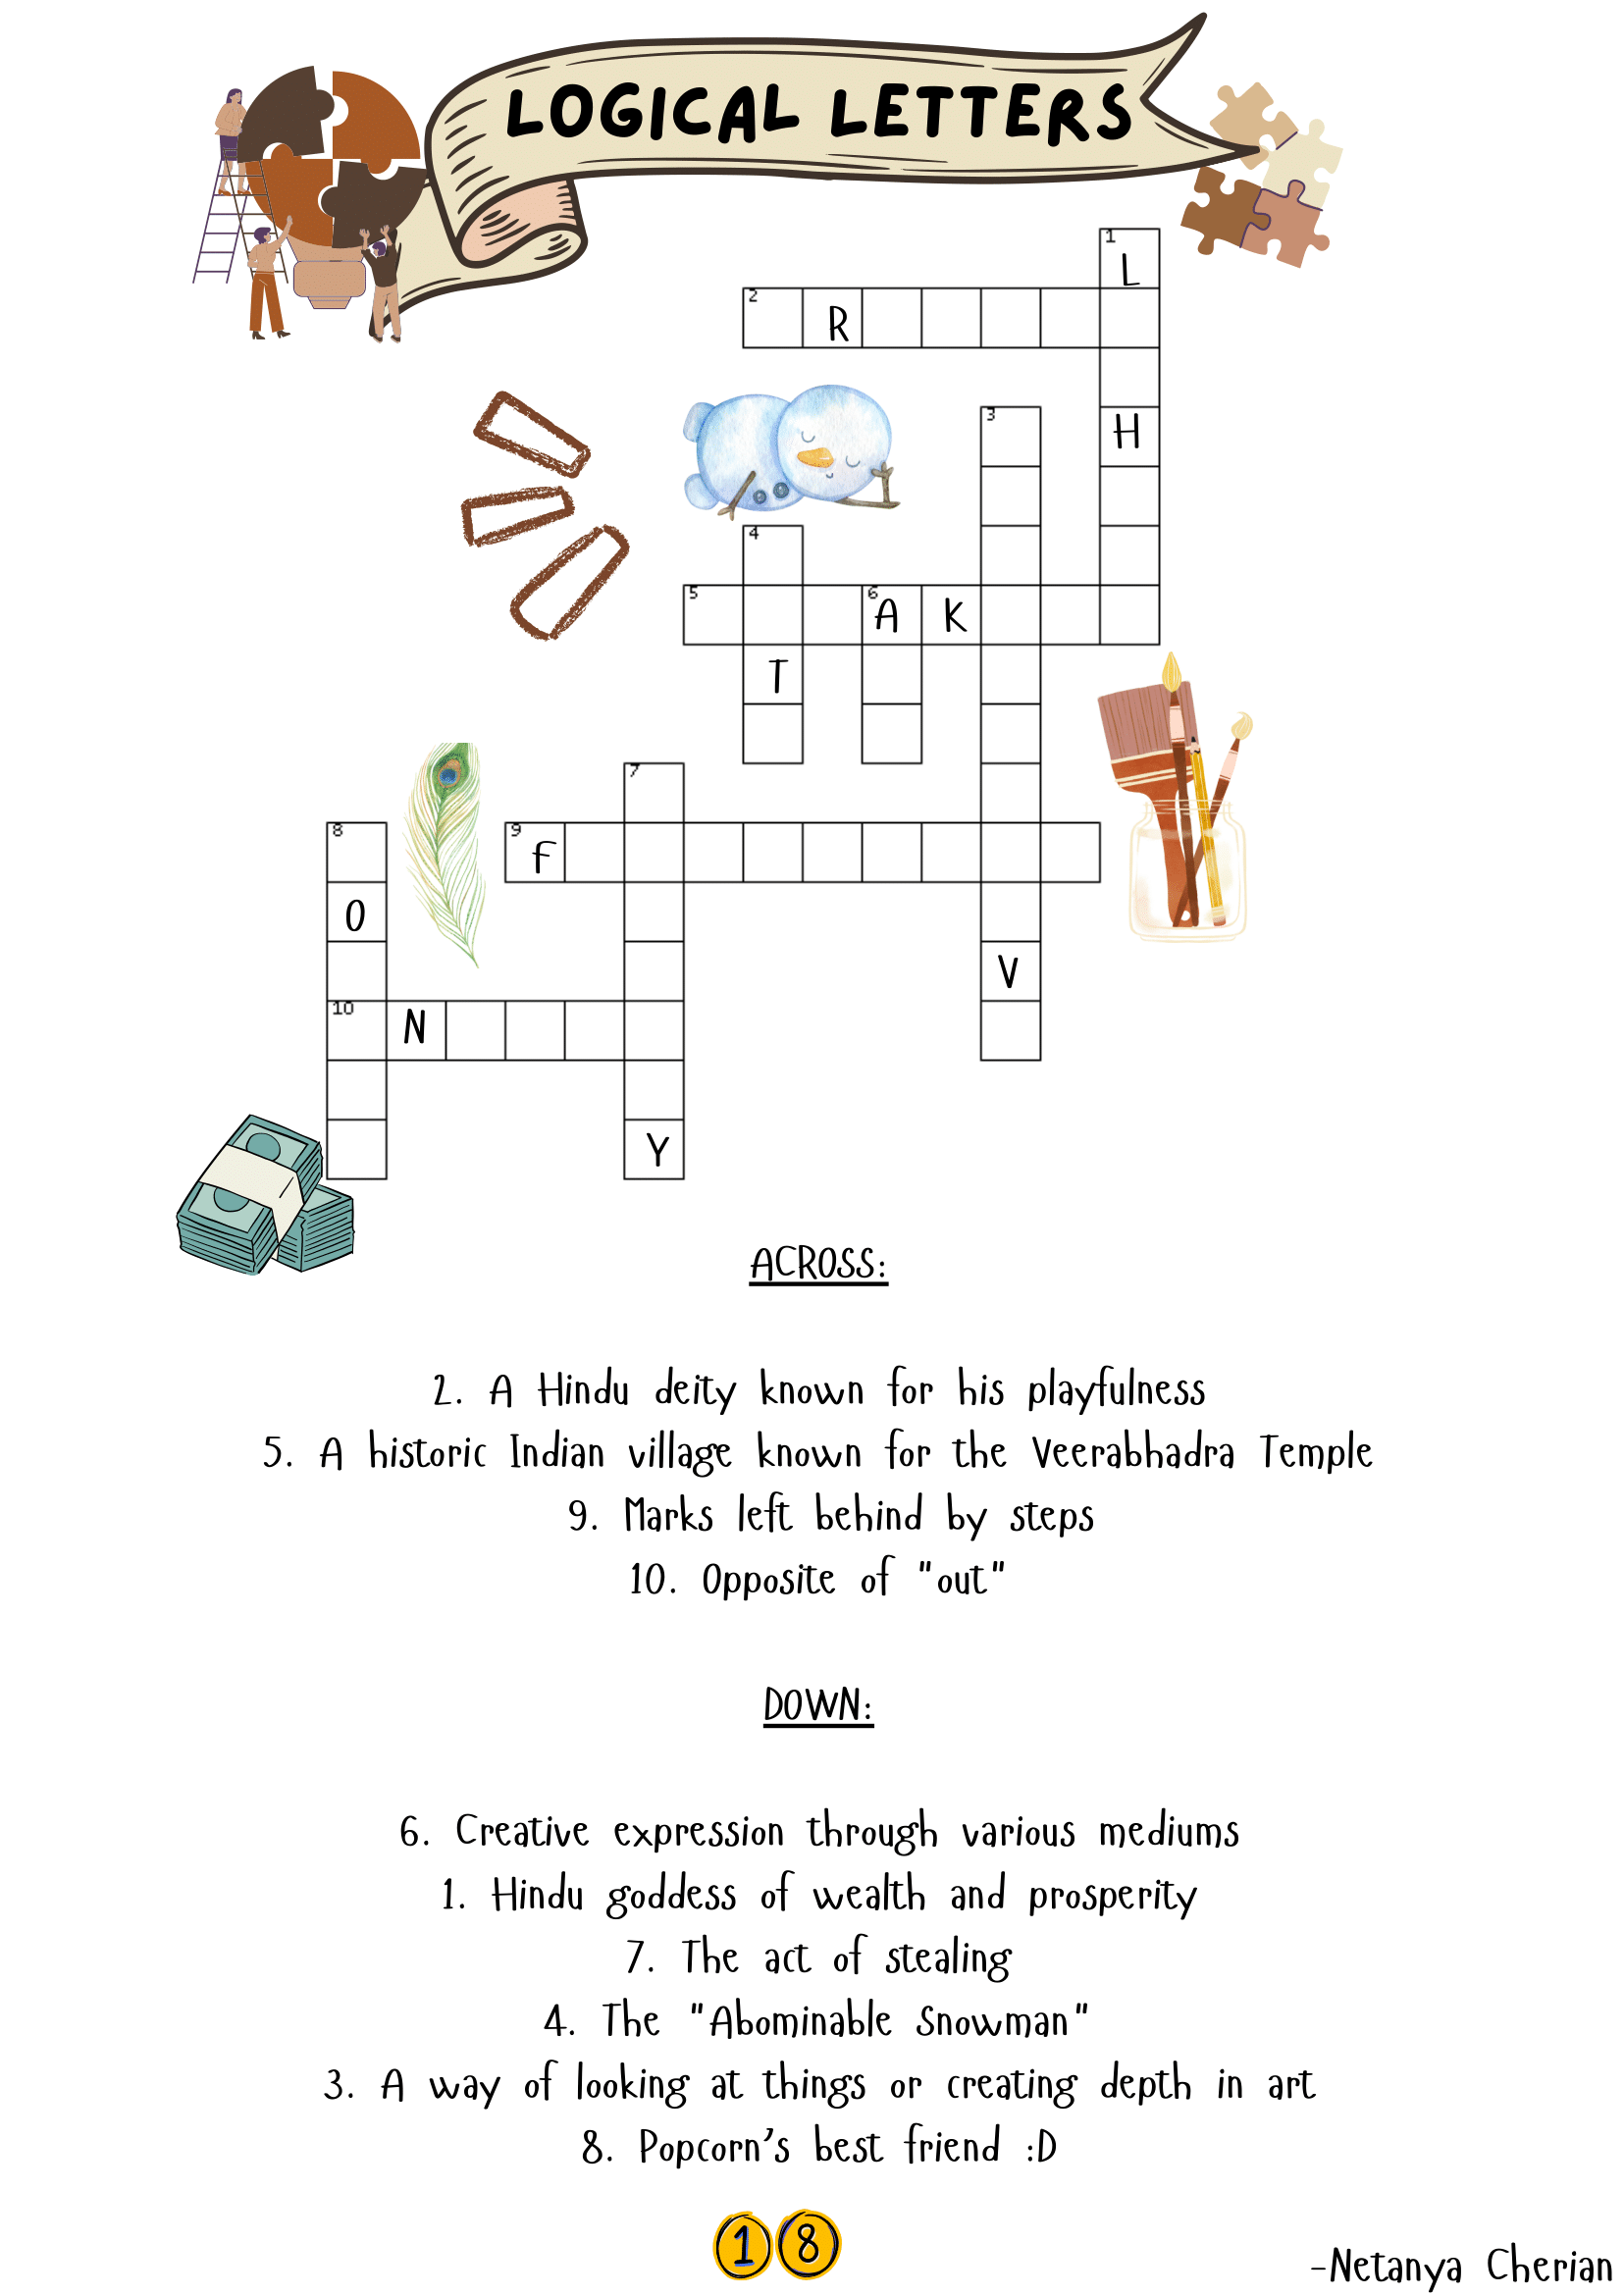 LOGICAL LETTERS
1
L
2
R
3
H
4
5
6
A
K
T
7
8
9
f
O
V
10
N
Y
ACROSS:
2. A Hindu deity known for his playfulness
5. A historic Indian village known for the Veerabhadra Temple
9. Marks left behind by steps
10. Opposite of "out"
DOWN:
6. Creative expression through various mediums
1. Hindu goddess of wealth and prosperity
7. The act of stealing
4. The "Abominable Snowman"
3. A way of looking at things or creating depth in art
8. Popcorn's best friend :D
18
-Netanya Cherian